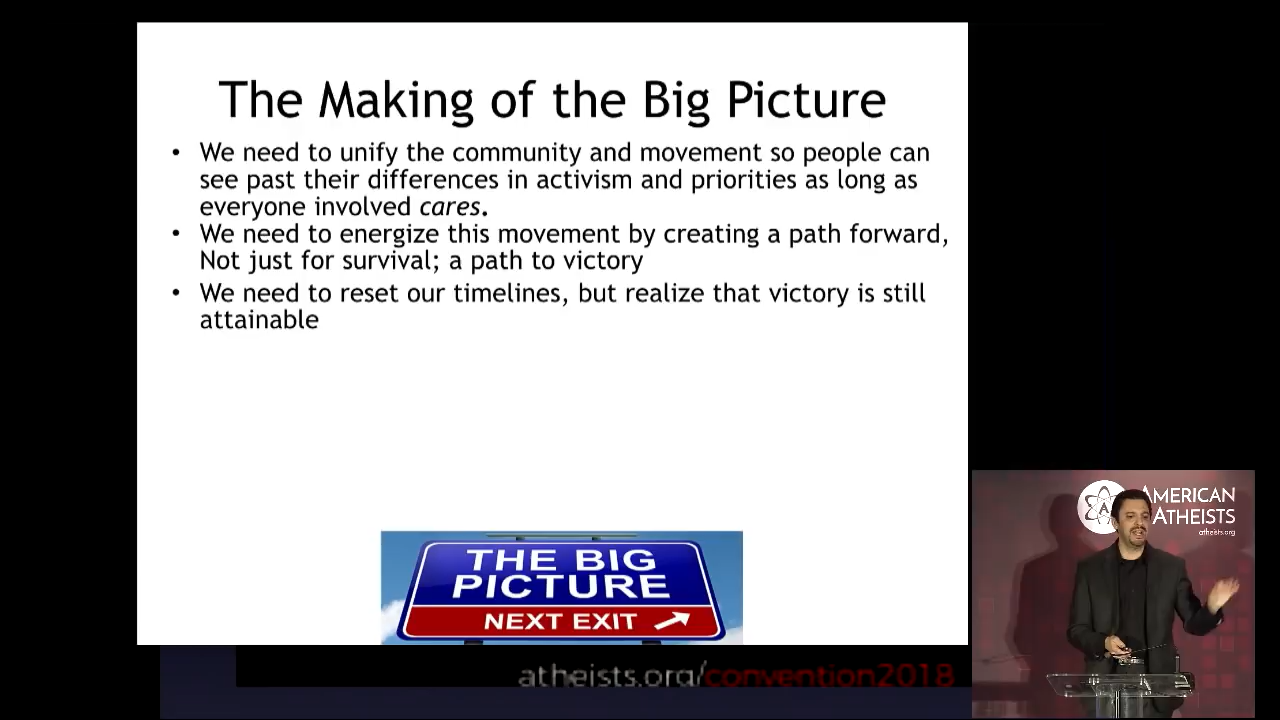 The Making of the Big Picture
• We need to unify the community and movement so people can
see past their differences in activism and priorities as long as
everyone involved cares.
• We need to energize this movement by creating a path forward,
Not just for survival; a path to victory
• We need to reset our timelines, but realize that victory is still
attainable
THE BIG
PICTURE
NEXT EXIT
AMERICAN
ATHEISTS
atheists.org
atheists.org/convention2018